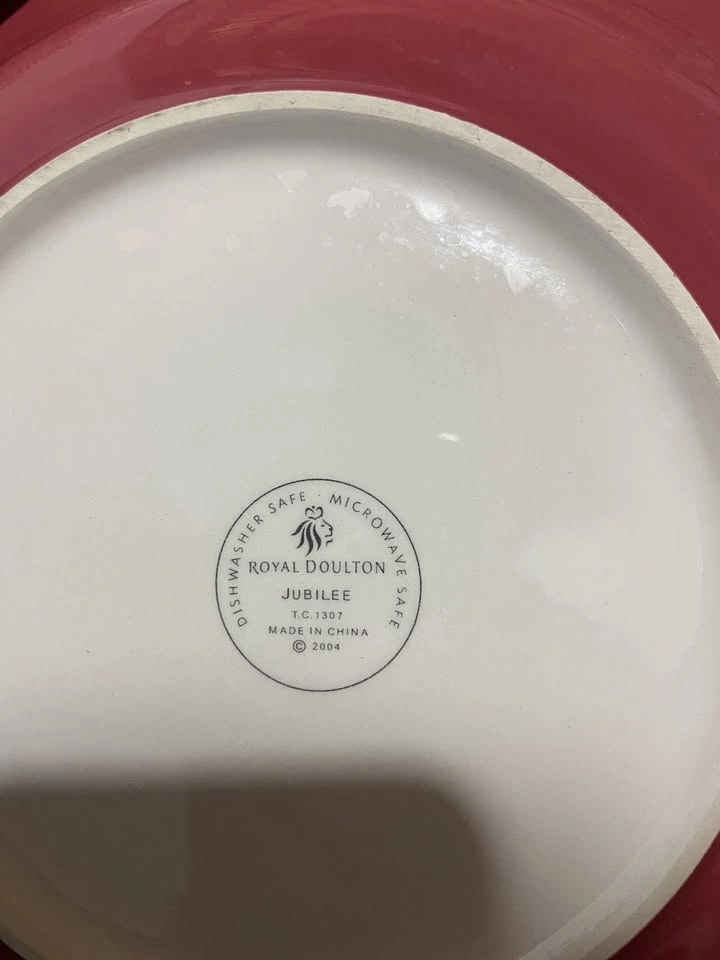 DISHWASHER SAFE · MICROWAVE SAFE
ROYAL DOULTON
JUBILEE
T.C.1307
MADE IN CHINA
© 2004